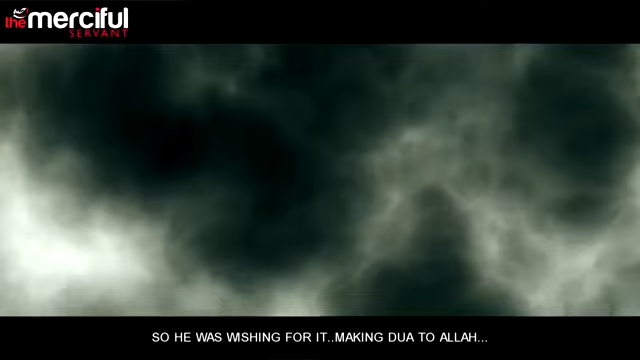 the merciful
SERVANT
SO HE WAS WISHING FOR IT..MAKING DUA TO ALLAH...